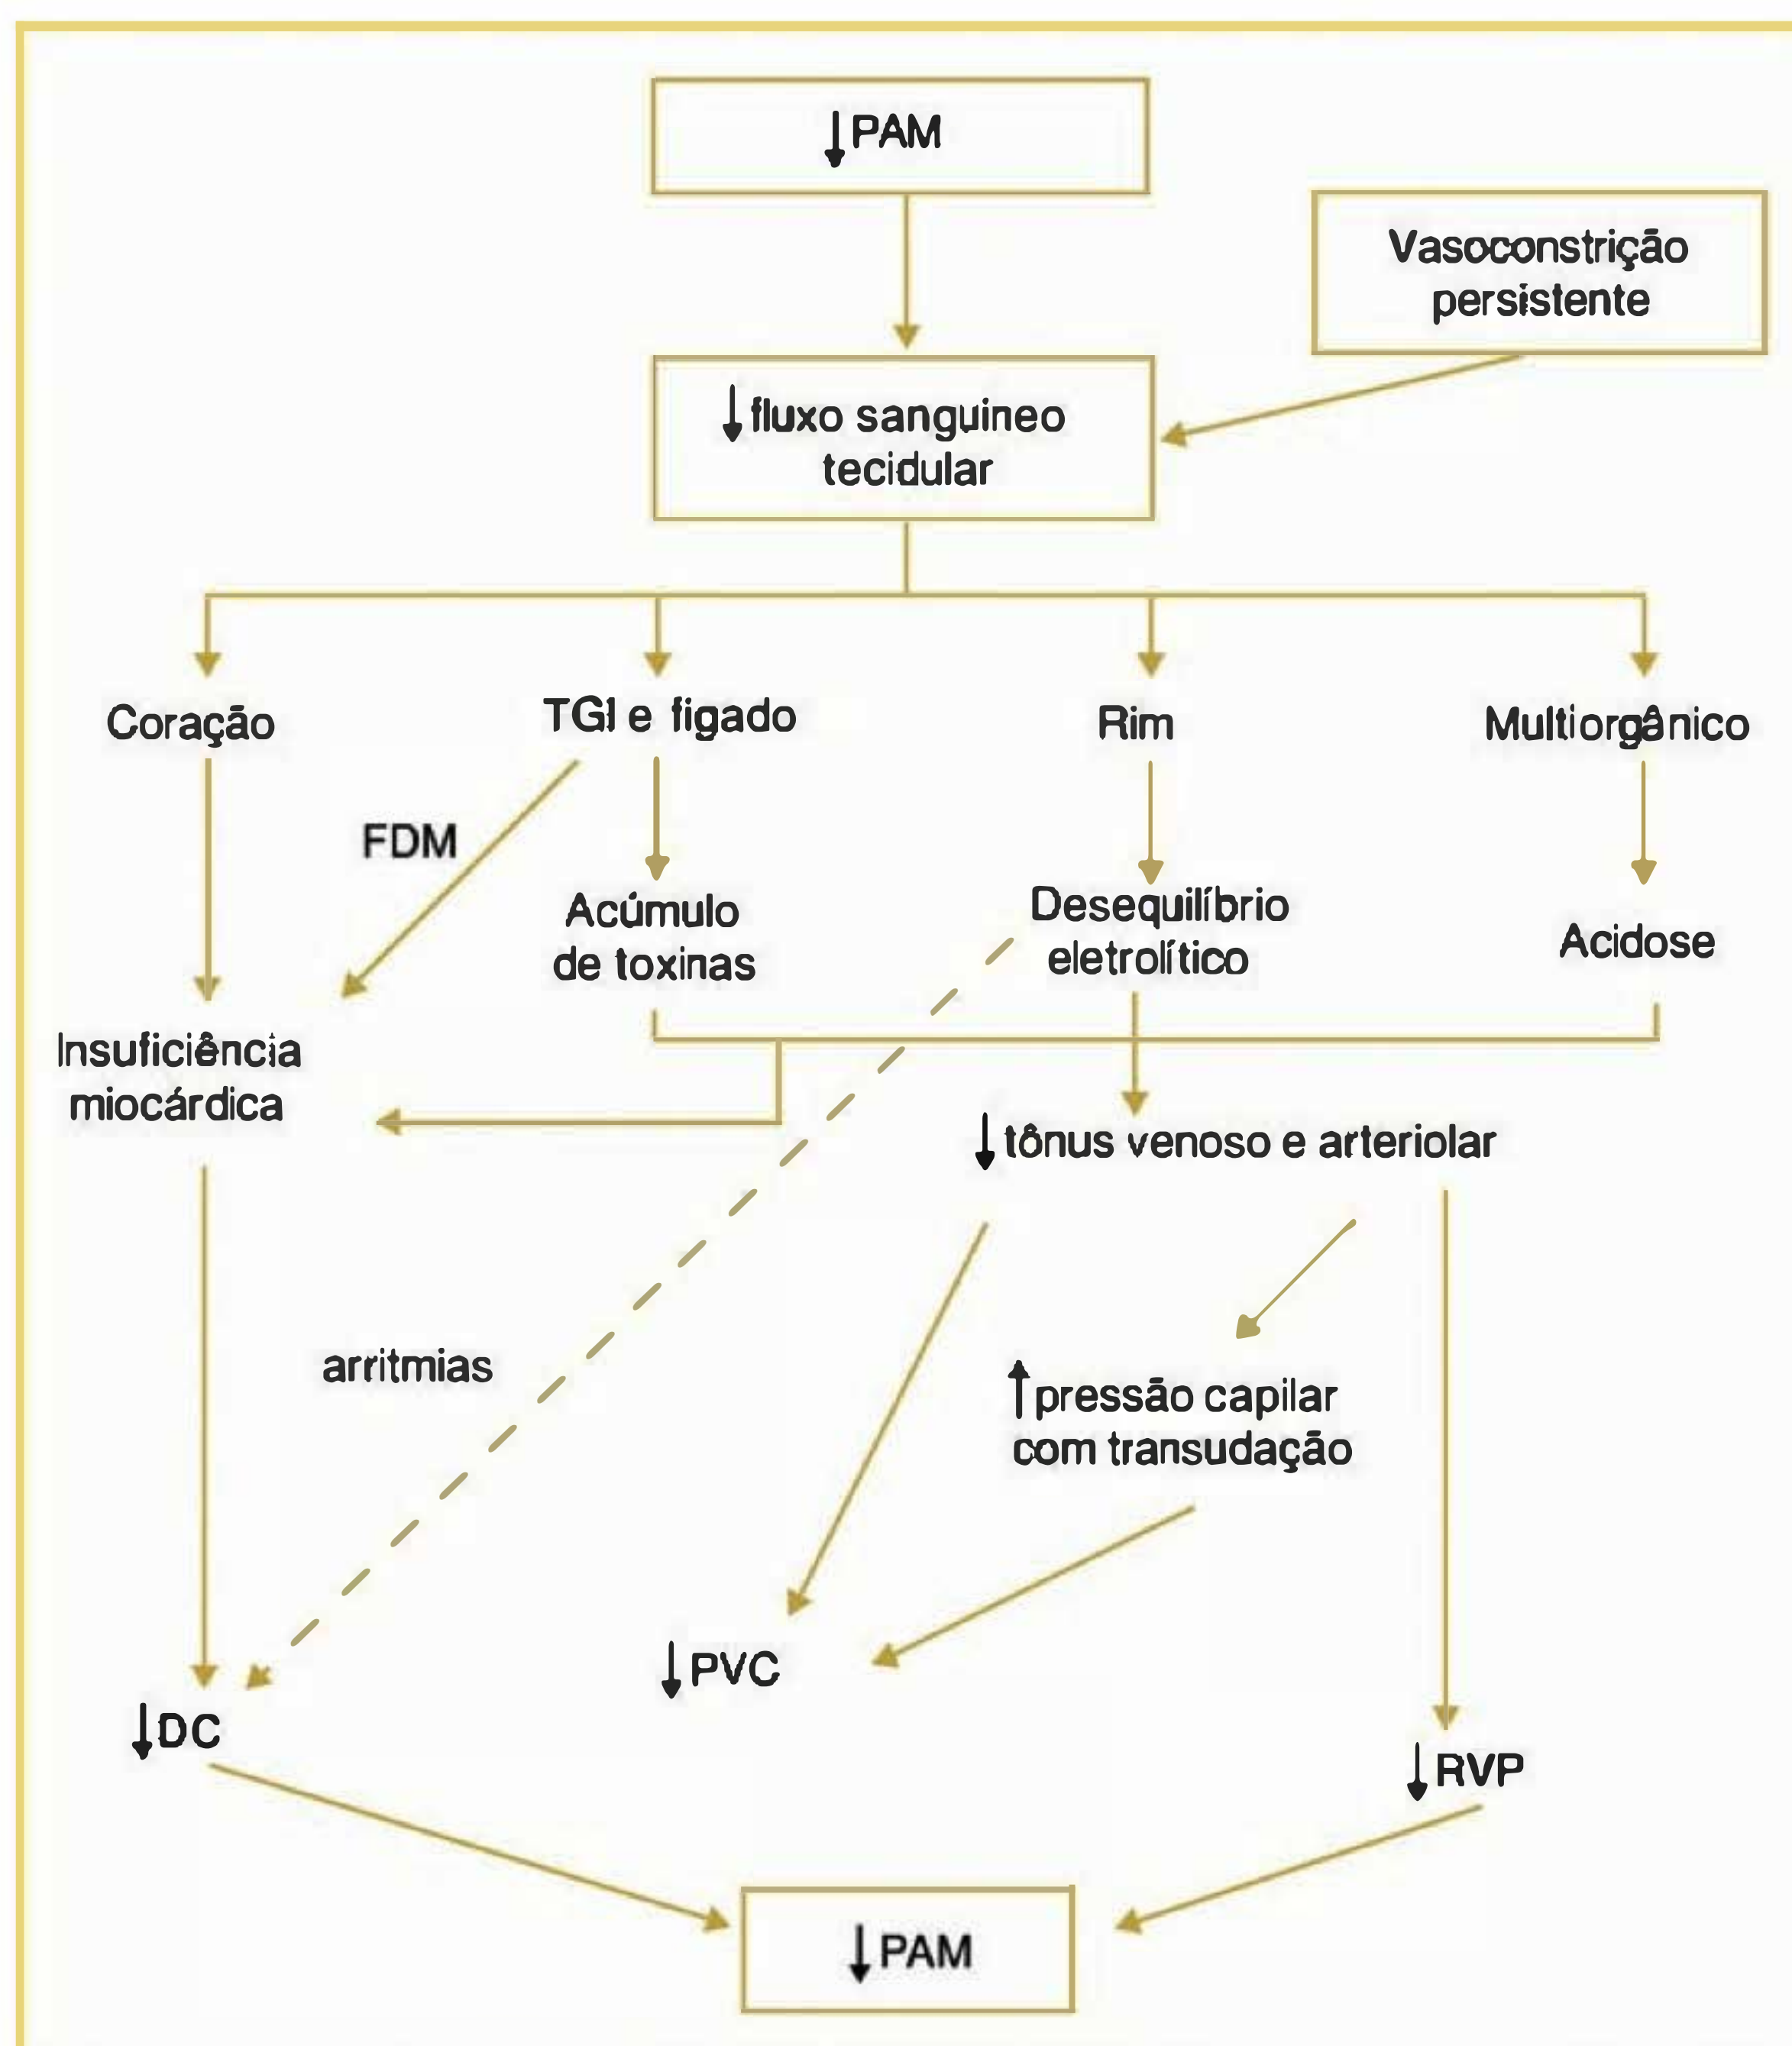 ↓PAM
Vasoconstrição
persistente
↓fluxo sanguineo
tecidular
Coração
TGI e figado
Rim
Multiorgânico
FDM
Acúmulo
de toxinas
Desequilíbrio
eletrolítico
Acidose
Insuficiência
miocárdica
↓tônus venoso e arteriolar
arritmias
↑pressão capilar
com transudação
↓PVC
↓DC
↓RVP
↓PAM